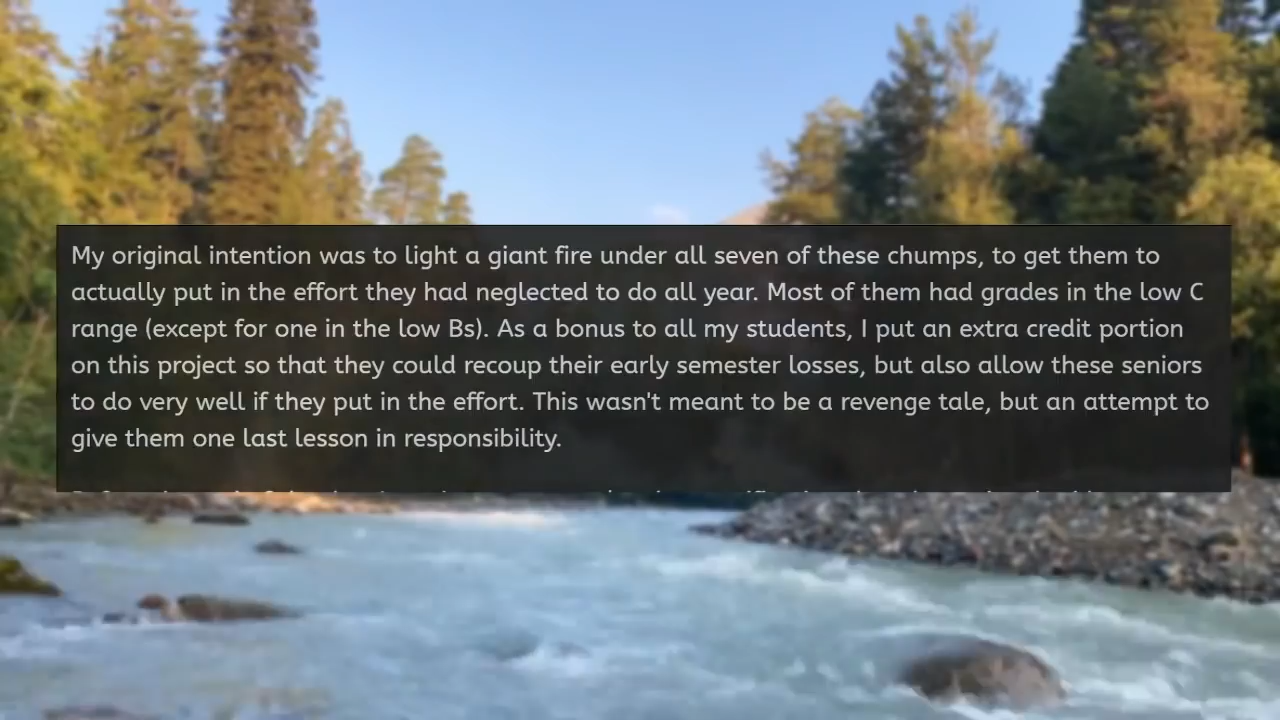 My original intention was to light a giant fire under all seven of these chumps, to get them to
actually put in the effort they had neglected to do all year. Most of them had grades in the low C
range (except for one in the low Bs). As a bonus to all my students, I put an extra credit portion
on this project so that they could recoup their early semester losses, but also allow these seniors
to do very well if they put in the effort. This wasn't meant to be a revenge tale, but an attempt to
give them one last lesson in responsibility.